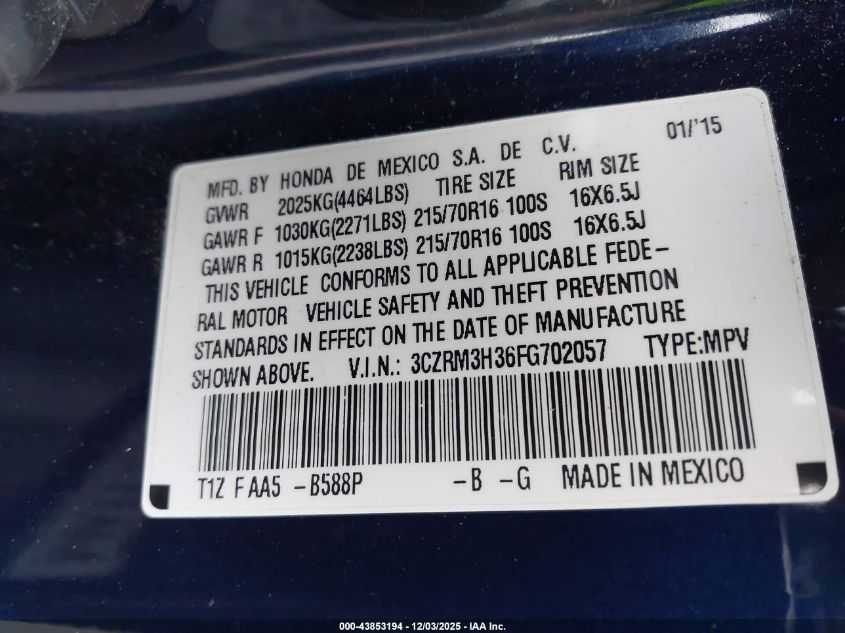 MFD. BY HONDA DE MEXICO S.A. DE C.V. 01/'15
GVWR 2025KG(4464LBS) TIRE SIZE RIM SIZE
GAWR F 1030KG(2271LBS) 215/70R16 100S 16X6.5J
GAWR R 1015KG(2238LBS) 215/70R16 100S 16X6.5J
THIS VEHICLE CONFORMS TO ALL APPLICABLE FEDE-
RAL MOTOR VEHICLE SAFETY AND THEFT PREVENTION
STANDARDS IN EFFECT ON THE DATE OF MANUFACTURE
SHOWN ABOVE. V.I.N.: 3CZRM3H36FG702057 TYPE:MPV
T1Z F AA5 -B588P -B -G MADE IN MEXICO
000-43853194 - 12/03/2025 - IAA Inc.